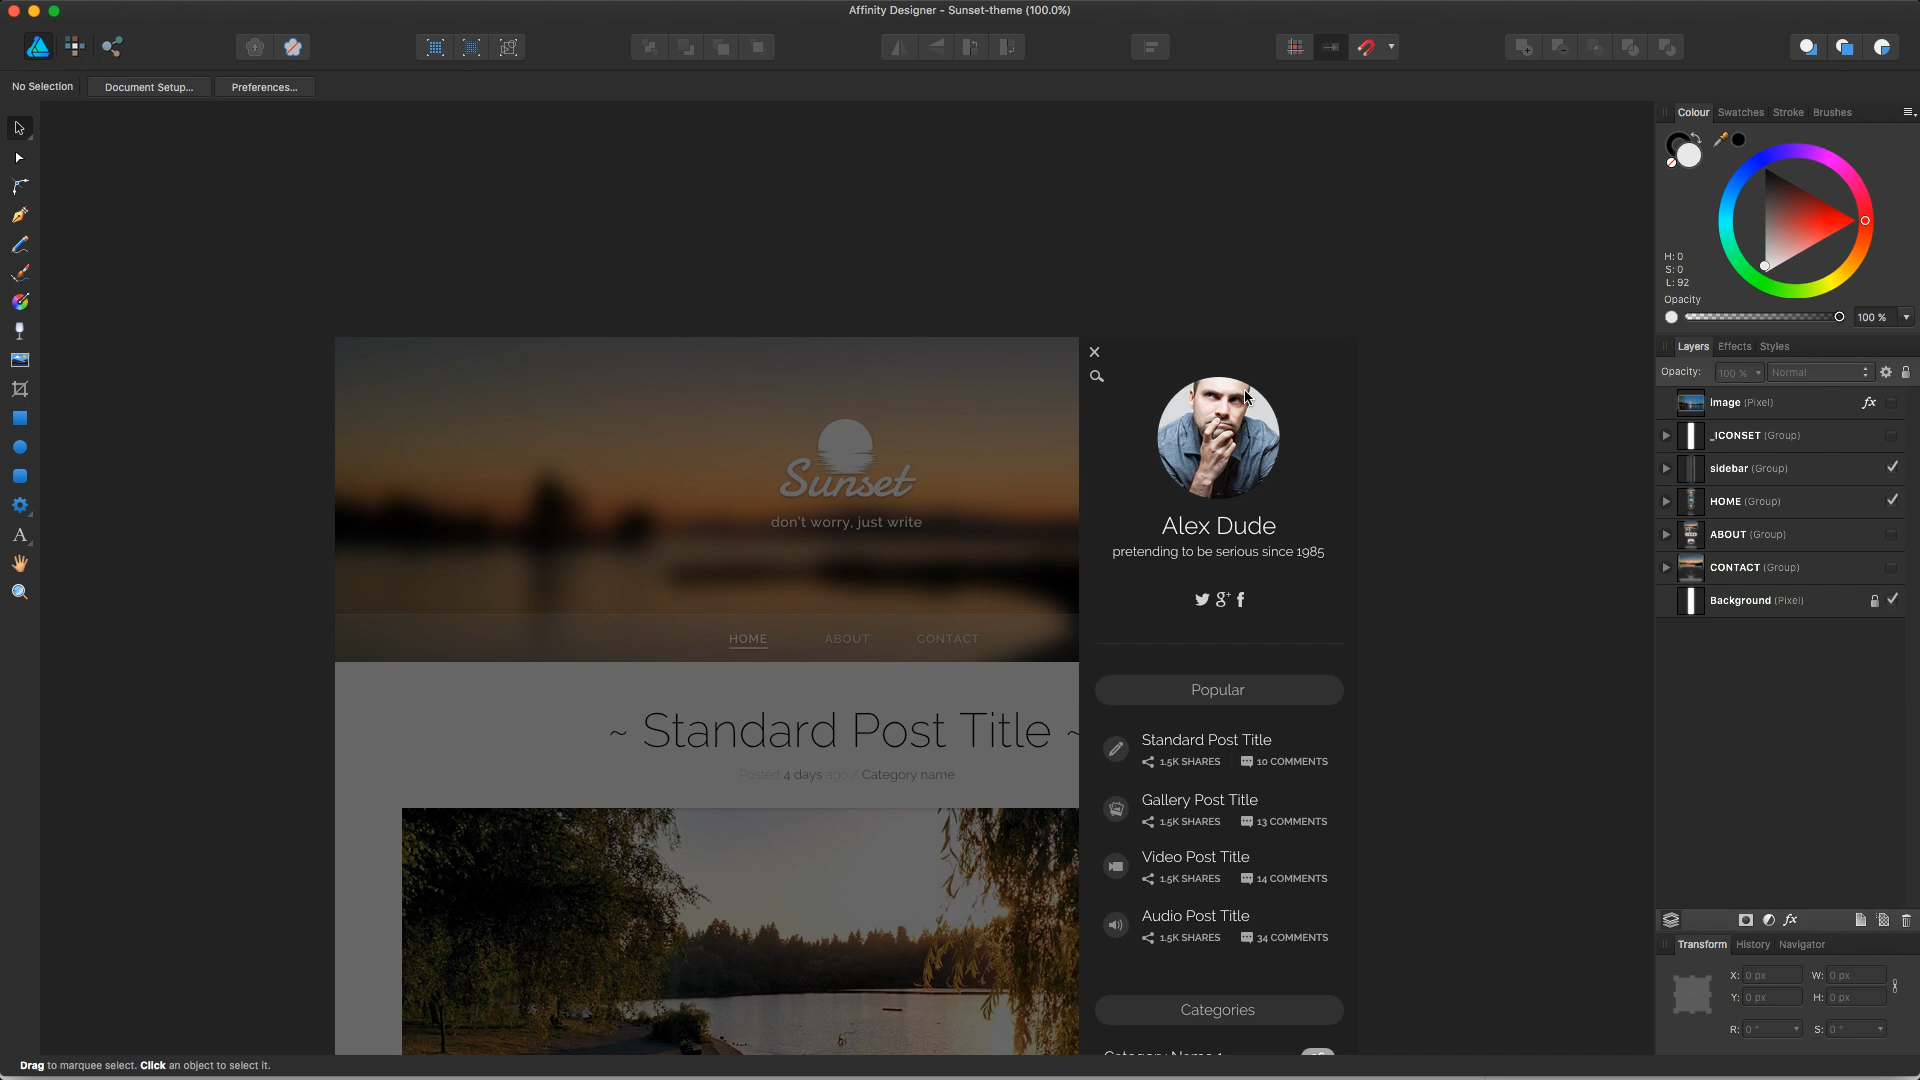 Affinity Designer - Sunset-theme (100.0%)
No Selection
Document Setup...
Preferences...
Colour Swatches Stroke Brushes
H: 0
S: 0
L: 92
Opacity
100 %
Layers Effects Styles
Opacity: 100 % Normal
Image (Pixel) fx
_ICONSET (Group)
sidebar (Group)
HOME (Group)
ABOUT (Group)
CONTACT (Group)
Background (Pixel)
fx
Transform History Navigator
X: 0 px W: 0 px
Y: 0 px H: 0 px
R: 0 ° S: 0 °
A
Sunset
don't worry, just write
HOME ABOUT CONTACT
~ Standard Post Title ~
Posted 4 days ago / Category name
Alex Dude
pretending to be serious since 1985
g+ f
Popular
Standard Post Title
1.5K SHARES 10 COMMENTS
Gallery Post Title
1.5K SHARES 13 COMMENTS
Video Post Title
1.5K SHARES 14 COMMENTS
Audio Post Title
1.5K SHARES 34 COMMENTS
Categories
Drag to marquee select. Click an object to select it.